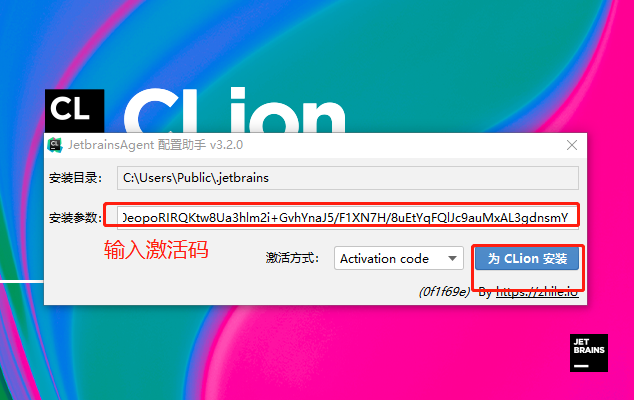 CL
CLion
JetbrainsAgent 配置助手 v3.2.0
安装目录: C:\Users\Public\.jetbrains
安装参数: JeopoRIRQKtw8Ua3hlm2i+GvhYnaJ5/F1XN7H/8uEtYqFQlJc9auMxAL3gdnsmY
输入激活码
激活方式: Activation code 为 CLion 安装
(0f1f69e) By https://zhile.io
JET
BRAINS